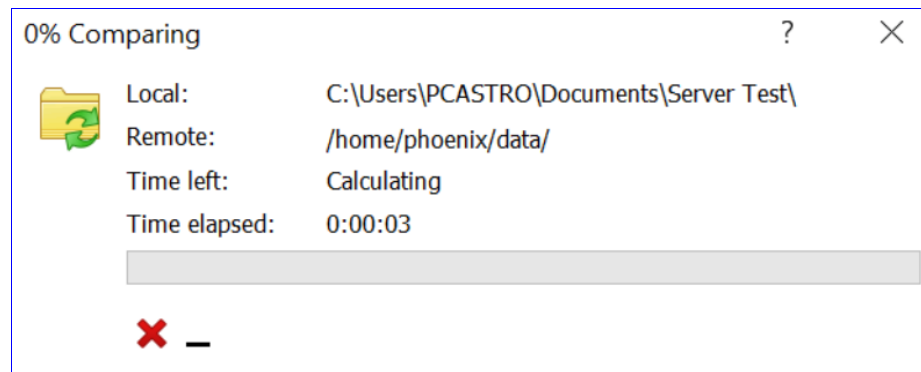 0% Comparing ?
Local: C:\Users\PCASTRO\Documents\Server Test\
Remote: /home/phoenix/data/
Time left: Calculating
Time elapsed: 0:00:03